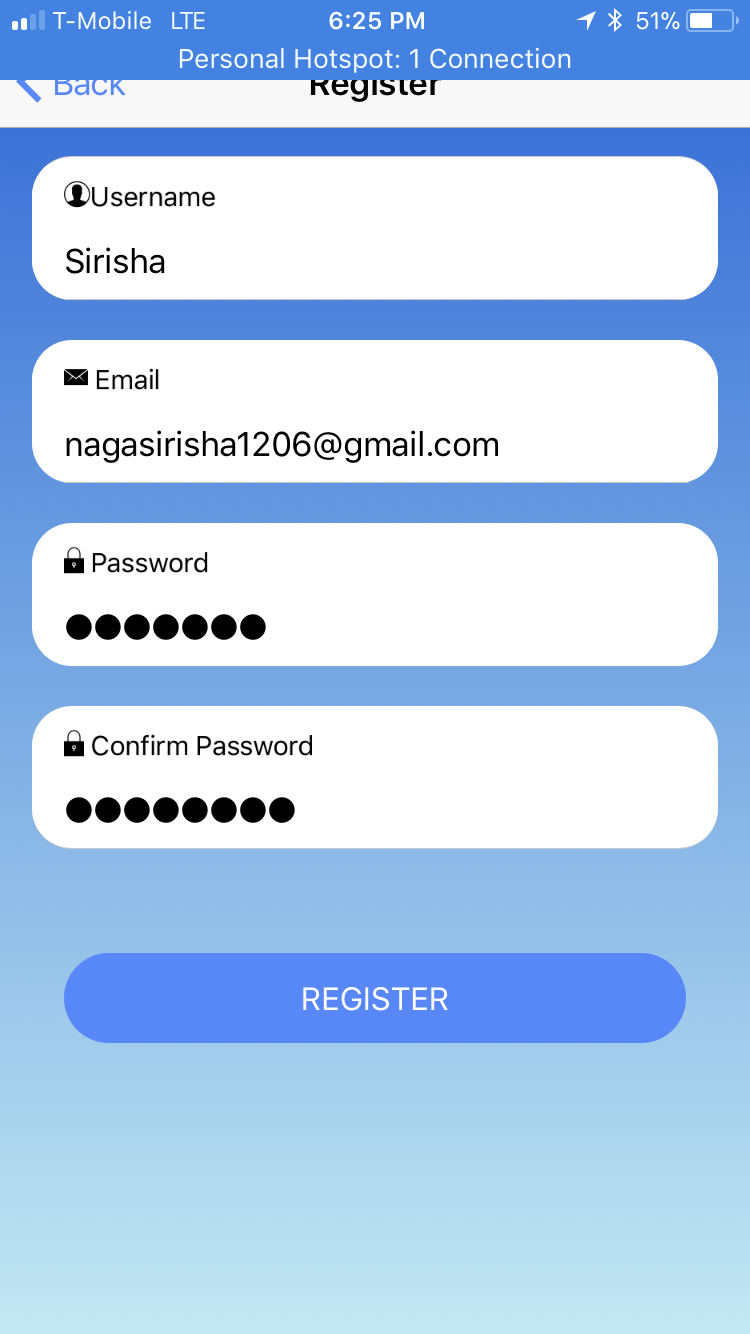 T-Mobile LTE 6:25 PM 51%
Personal Hotspot: 1 Connection
Back Register
Username
Sirisha
Email
nagasirisha1206@gmail.com
Password
●●●●●●●
Confirm Password
●●●●●●●●
REGISTER